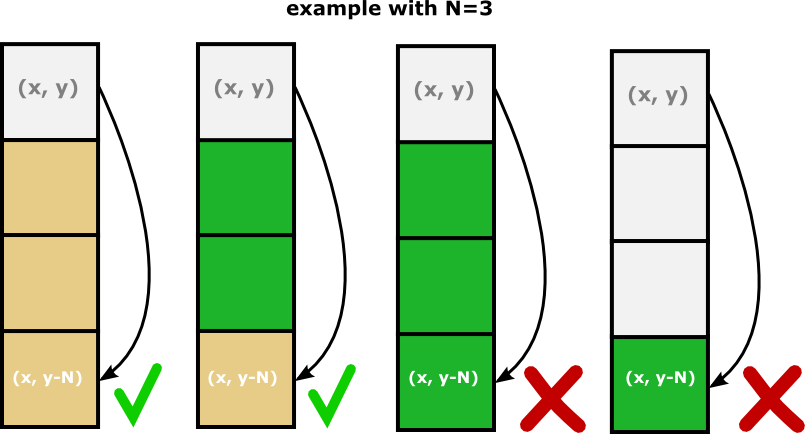 example with N=3
(x, y)
(x, y)
(x, y)
(x, y)
(x, y-N)
(x, y-N)
(x, y-N)
(x, y-N)